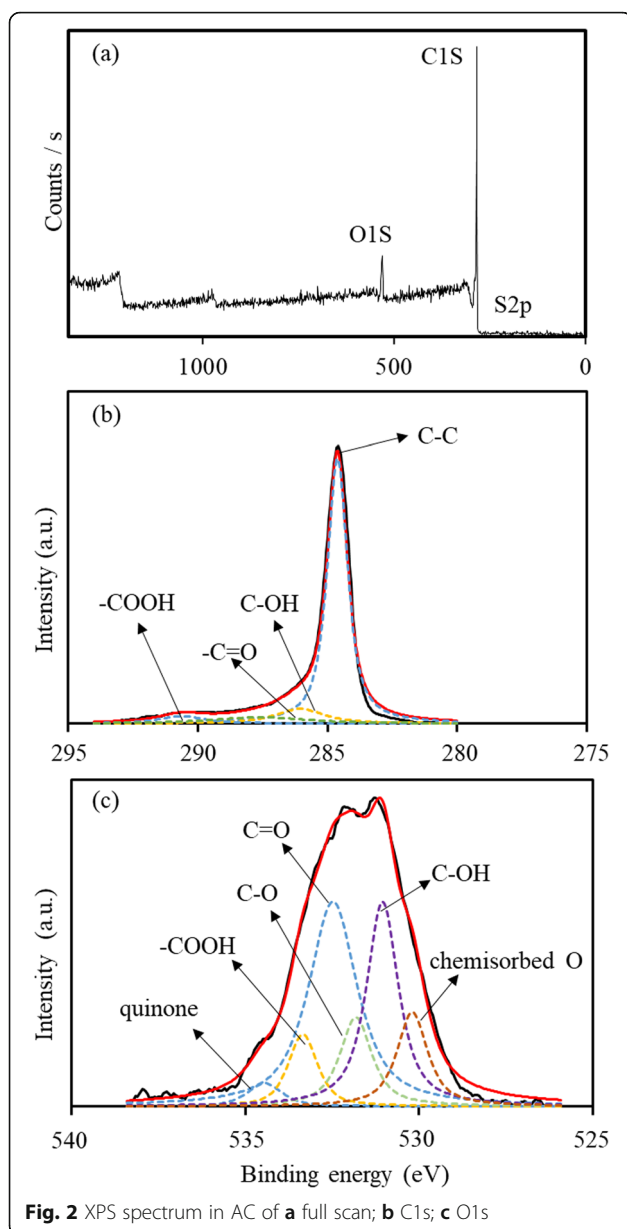 (a)
C1S
O1S
S2p
Counts / s
1000 500 0
(b)
C-C
-COOH
C-OH
-C=O
Intensity (a.u.)
295 290 285 280 275
(c)
C=O
C-OH
C-O
-COOH
chemisorbed O
quinone
Intensity (a.u.)
540 535 530 525
Binding energy (eV)
Fig. 2 XPS spectrum in AC of a full scan; b C1s; c O1s